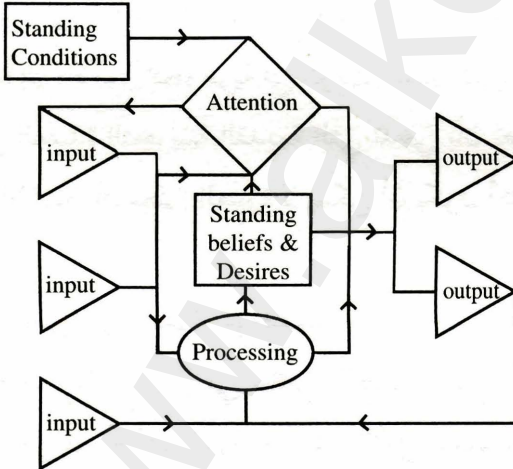 Standing
Conditions
Attention
input
output
Standing
beliefs &
Desires
input
output
Processing
input